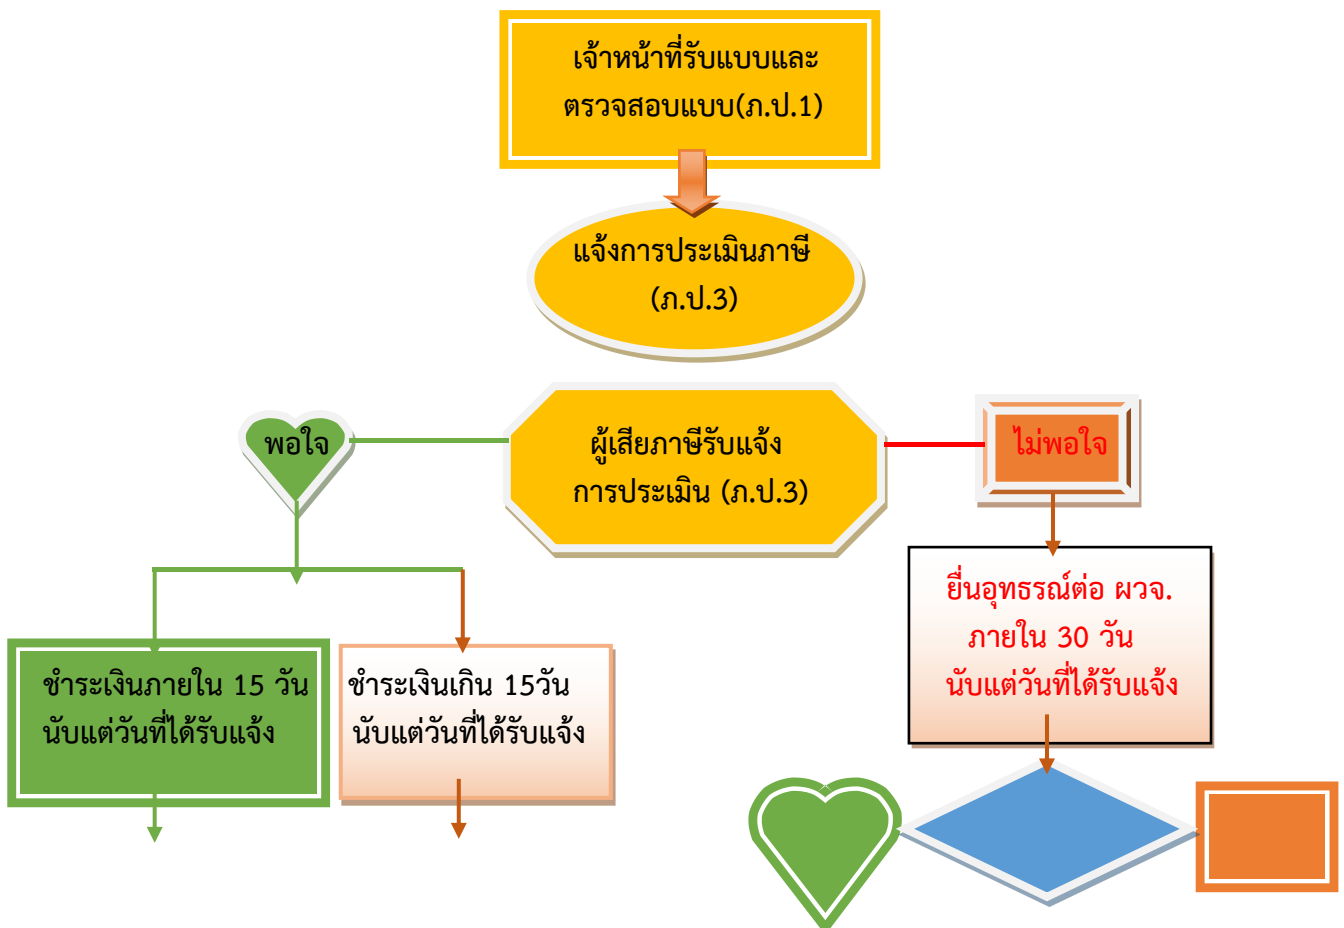 เจ้าหน้าที่รับแบบและ
ตรวจสอบแบบ(ภ.ป.1)
แจ้งการประเมินภาษี
(ภ.ป.3)
พอใจ
ผู้เสียภาษีรับแจ้ง
การประเมิน (ภ.ป.3)
ไม่พอใจ
ยื่นอุทธรณ์ต่อ ผวจ.
ภายใน 30 วัน
นับแต่วันที่ได้รับแจ้ง
ชำระเงินภายใน 15 วัน
นับแต่วันที่ได้รับแจ้ง
ชำระเงินเกิน 15วัน
นับแต่วันที่ได้รับแจ้ง